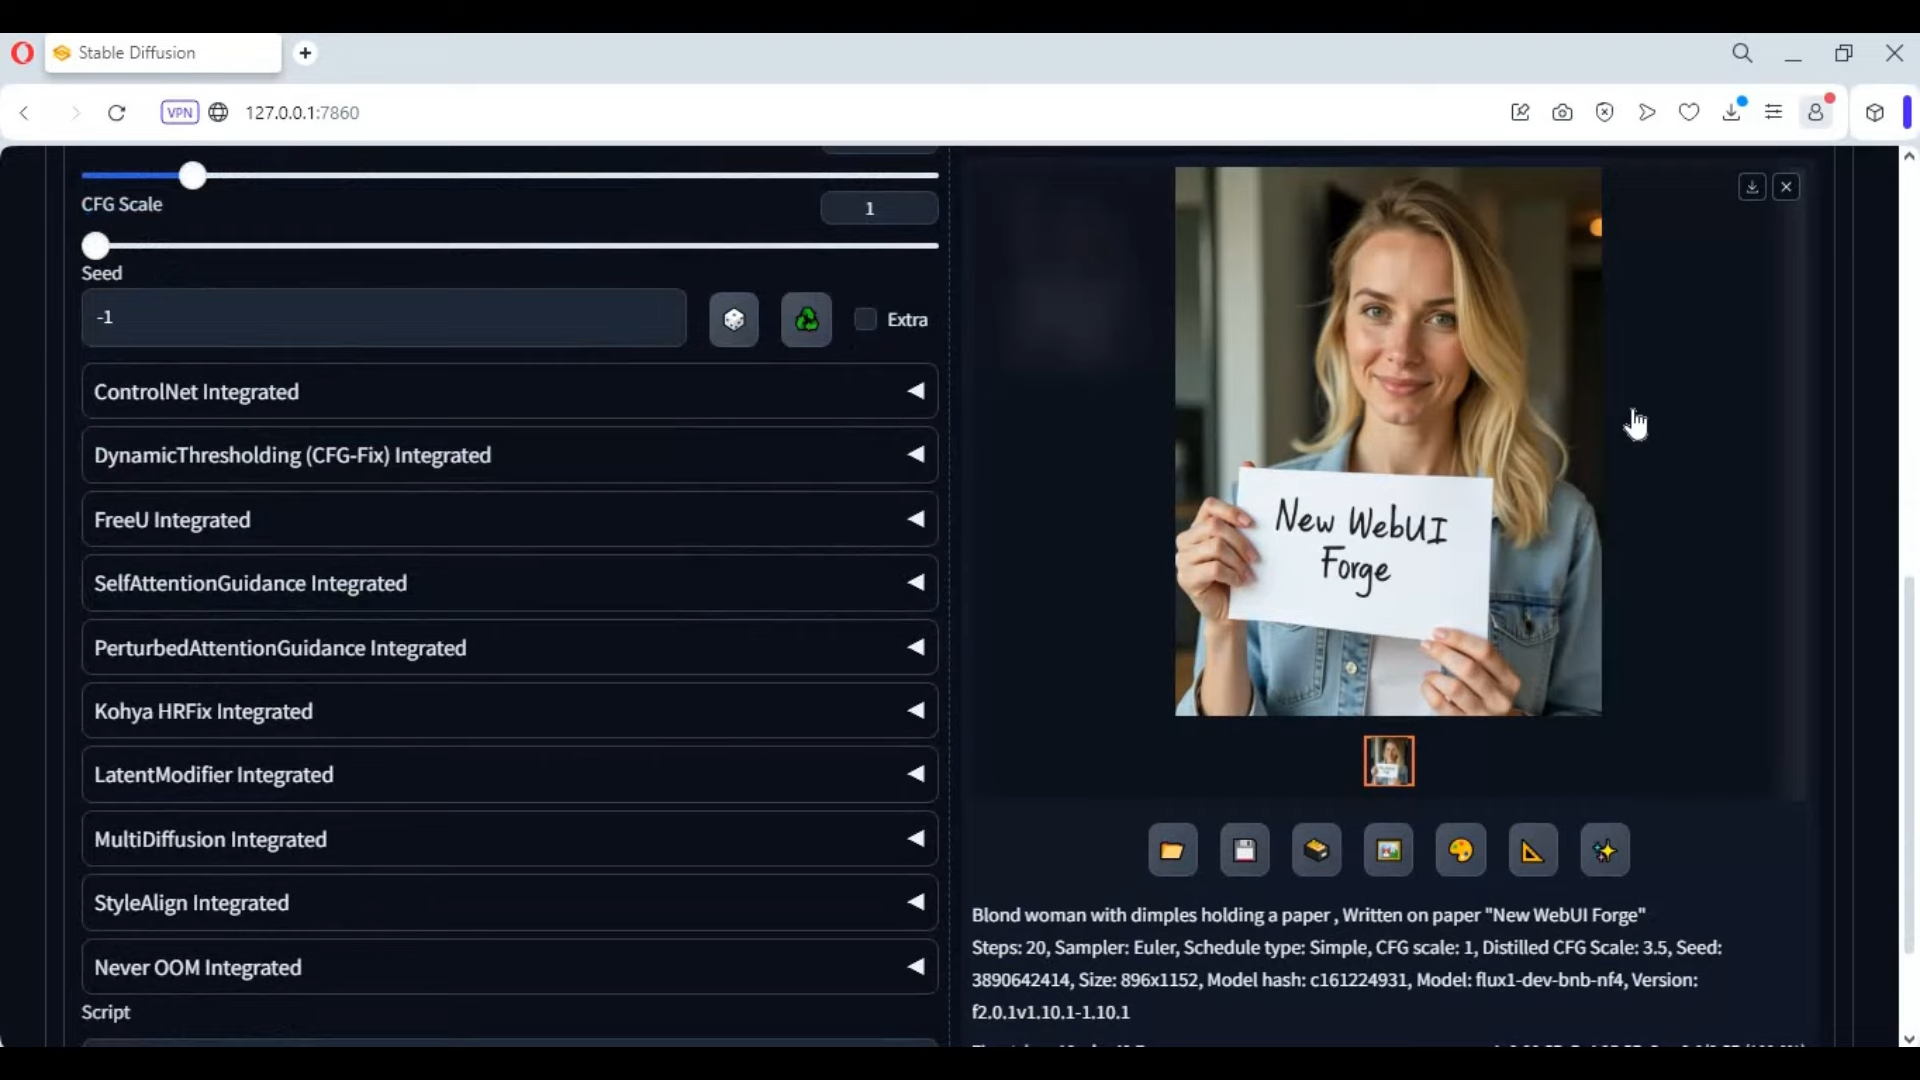 Stable Diffusion
VPN
127.0.0.1:7860
CFG Scale
1
Seed
-1
Extra
ControlNet Integrated
DynamicThresholding (CFG-Fix) Integrated
FreeU Integrated
SelfAttentionGuidance Integrated
PerturbedAttentionGuidance Integrated
Kohya HRFix Integrated
LatentModifier Integrated
MultiDiffusion Integrated
StyleAlign Integrated
Never OOM Integrated
Script
New WebUI
Forge
Blond woman with dimples holding a paper , Written on paper "New WebUI Forge"
Steps: 20, Sampler: Euler, Schedule type: Simple, CFG scale: 1, Distilled CFG Scale: 3.5, Seed:
3890642414, Size: 896x1152, Model hash: c161224931, Model: flux1-dev-bnb-nf4, Version:
f2.0.1v1.10.1-1.10.1